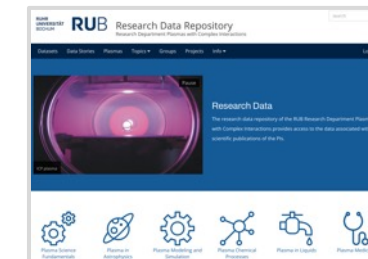 RUHR
UNIVERSITÄT
BOCHUM
RUB
Research Data Repository
Research Department Plasmas with Complex Interactions
search
Datasets Data Stories Plasmas Topics Groups Projects Info
Pause
ICP plasma
Research Data
The research data repository of the RUB Research Department Plasm
with Complex Interactions provides access to the data associated wit
scientific publications of the PIs.
Plasma Science
Fundamentals
Plasma in
Astrophysics
Plasma Modeling and
Simulation
Plasma Chemical
Processes
Plasma in Liquids
Plasma Medic